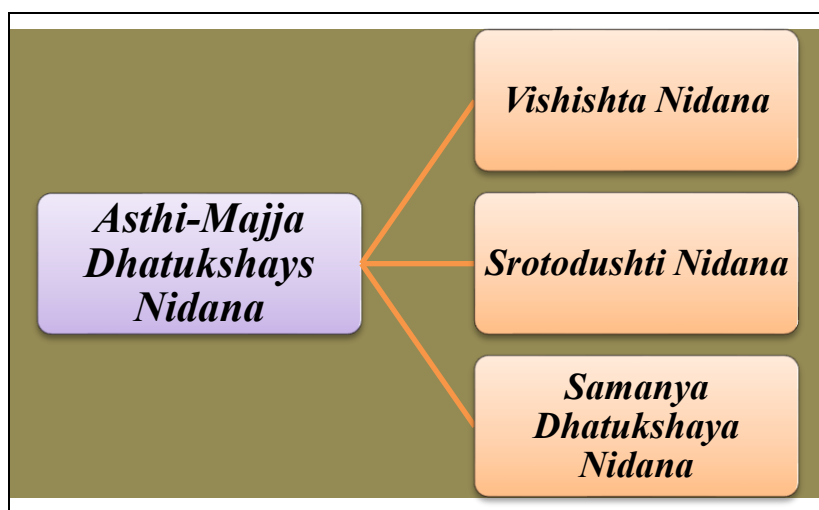 Asthi-Majja
Dhatukshays
Nidana
Vishishta Nidana
Srotodushti Nidana
Samanya
Dhatukshaya
Nidana